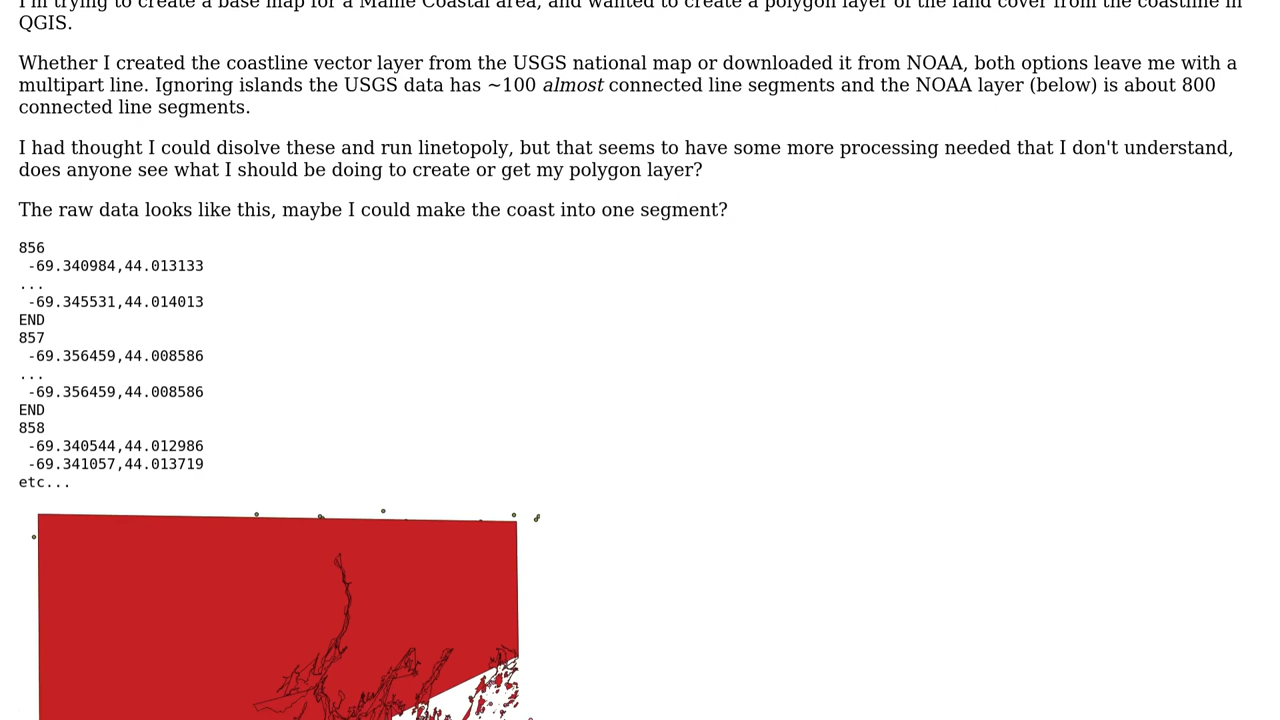 I'm trying to create a base map for a Maine Coastal area, and wanted to create a polygon layer of the land cover from the coastline in
QGIS.
Whether I created the coastline vector layer from the USGS national map or downloaded it from NOAA, both options leave me with a
multipart line. Ignoring islands the USGS data has ~100 almost connected line segments and the NOAA layer (below) is about 800
connected line segments.
I had thought I could disolve these and run linetopoly, but that seems to have some more processing needed that I don't understand,
does anyone see what I should be doing to create or get my polygon layer?
The raw data looks like this, maybe I could make the coast into one segment?
856
-69.340984,44.013133
...
-69.345531,44.014013
END
857
-69.356459,44.008586
...
-69.356459,44.008586
END
858
-69.340544,44.012986
-69.341057,44.013719
etc...